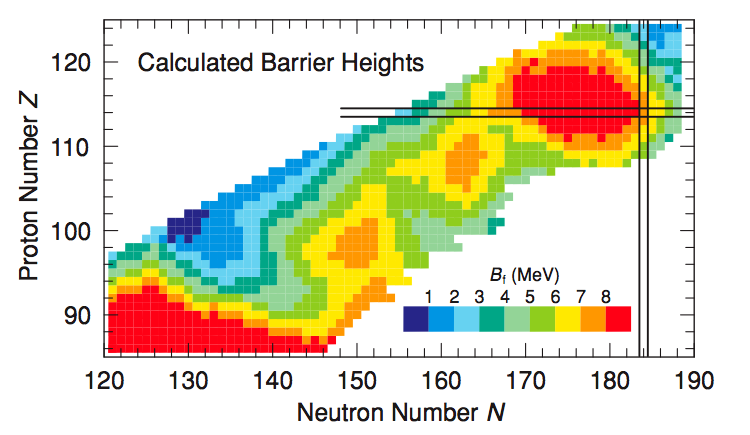 Calculated Barrier Heights
Proton Number Z
120
110
100
90
B_f (MeV)
1 2 3 4 5 6 7 8
120 130 140 150 160 170 180 190
Neutron Number N